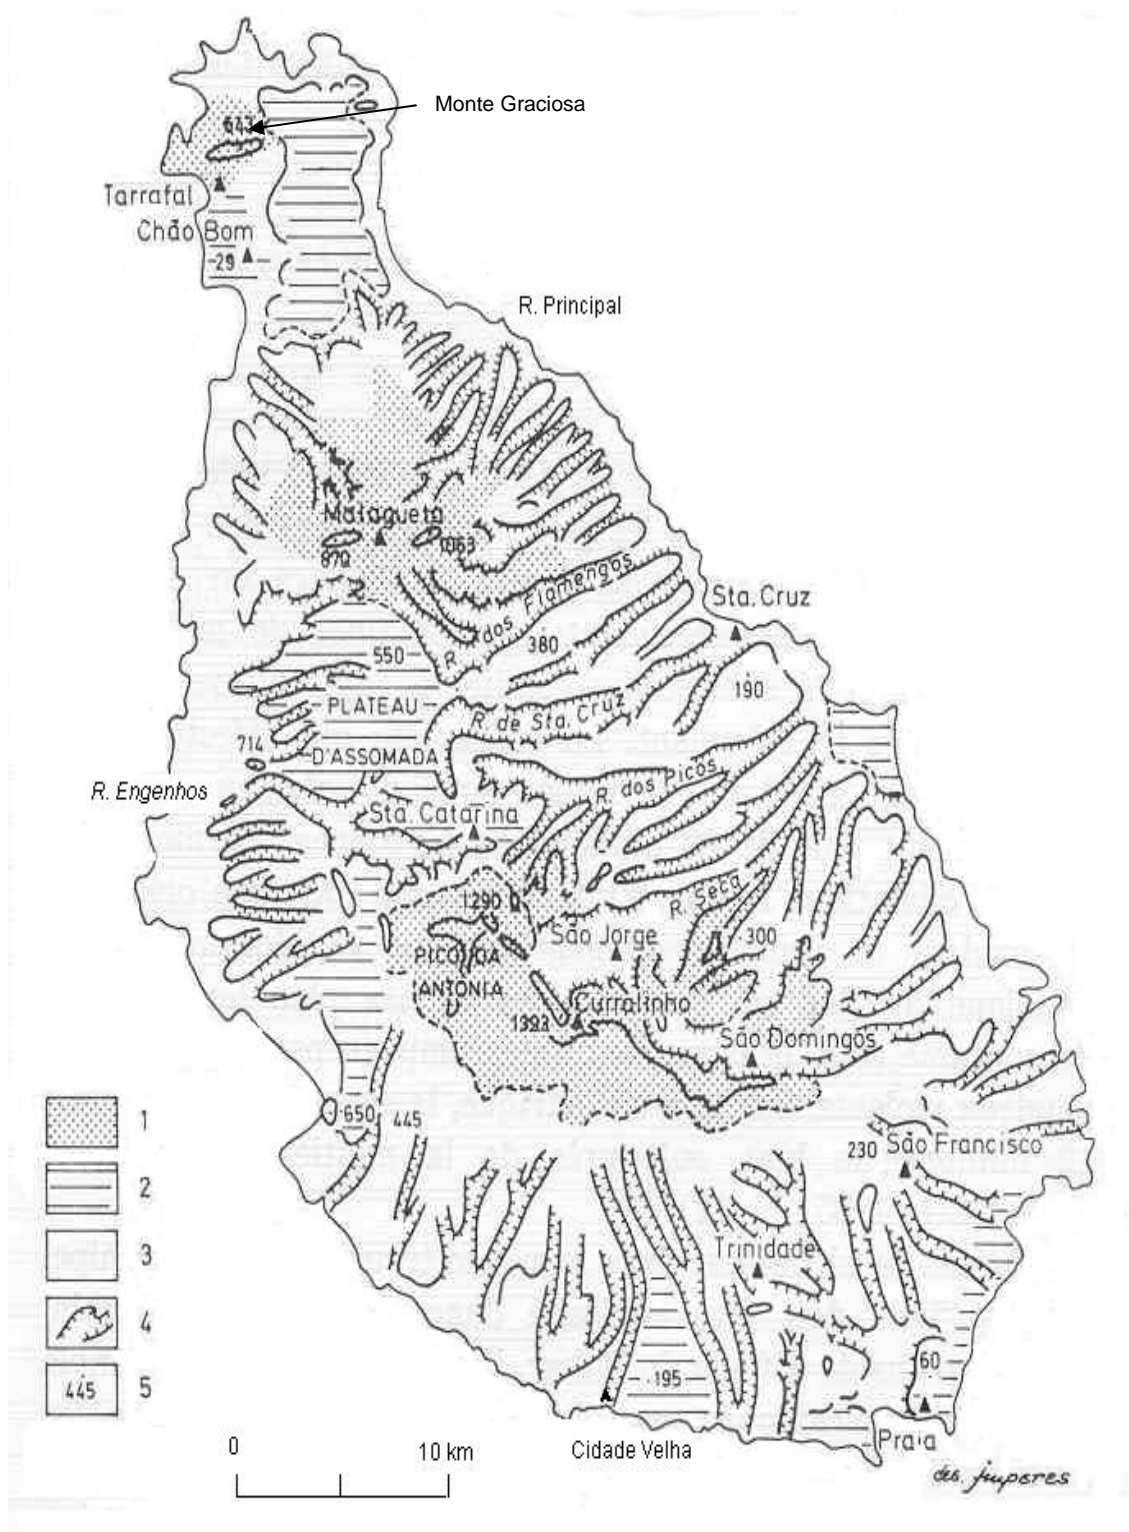 Monte Graciosa
643
Tarrafal
Chão Bom
29
R. Principal
Matagueta
870
1063
R. dos Flamengos
Sta. Cruz
380
550
190
PLATEAU
R. de Sta. Cruz
714
D'ASSOMADA
R. dos Picos
R. Engenhos
Sta. Catarina
R. Seca
1290
São Jorge
300
PICO DA
ANTONIA
Curralinho
1393
São Domingos
1
650
445
230
São Francisco
2
3
Trinidade
4
60
445
5
195
Praia
0
10 km
Cidade Velha
des. juperes